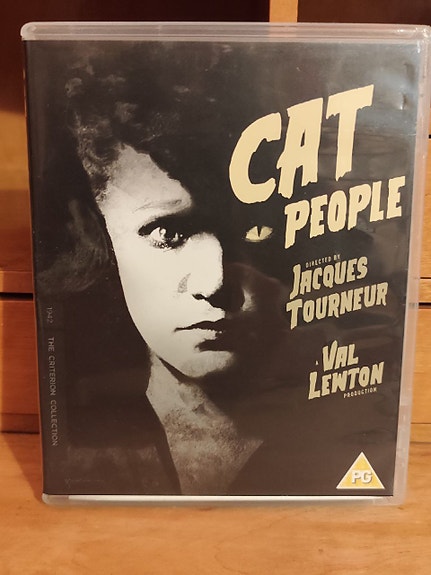 CAT
PEOPLE
DIRECTED BY
JACQUES
TOURNEUR
A VAL
LEWTON
PRODUCTION
1942 THE CRITERION COLLECTION
PG